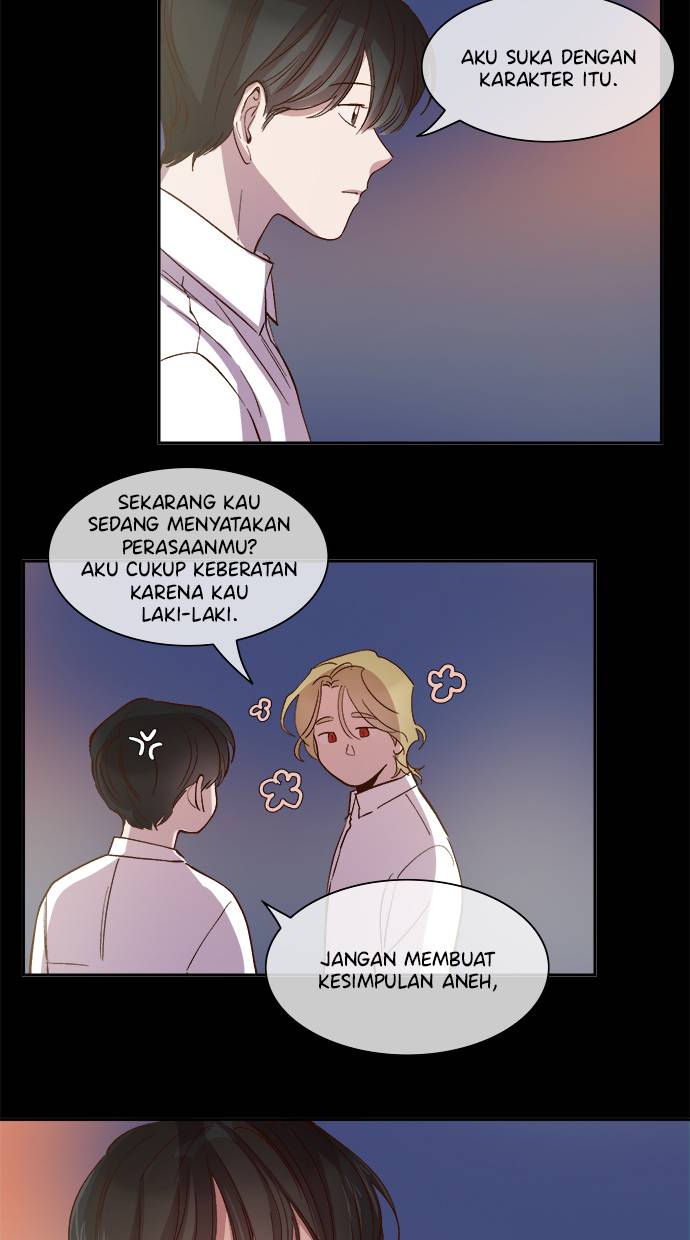 AKU SUKA DENGAN
KARAKTER ITU.
SEKARANG KAU
SEDANG MENYATAKAN
PERASAANMU?
AKU CUKUP KEBERATAN
KARENA KAU
LAKI-LAKI.
JANGAN MEMBUAT
KESIMPULAN ANEH,